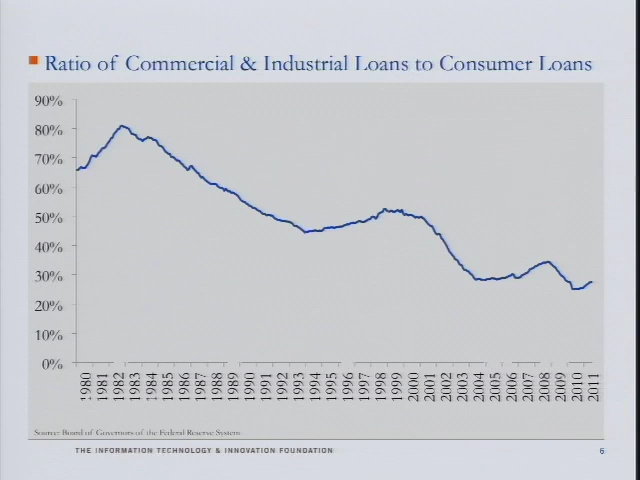 Ratio of Commercial & Industrial Loans to Consumer Loans
90%
80%
70%
60%
50%
40%
30%
20%
10%
0%
1980 1981 1982 1983 1984 1985 1986 1987 1988 1989 1990 1991 1992 1993 1994 1995 1996 1997 1998 1999 2000 2001 2002 2003 2004 2005 2006 2007 2008 2009 2010 2011
Source: Board of Governors of the Federal Reserve System
THE INFORMATION TECHNOLOGY & INNOVATION FOUNDATION
6